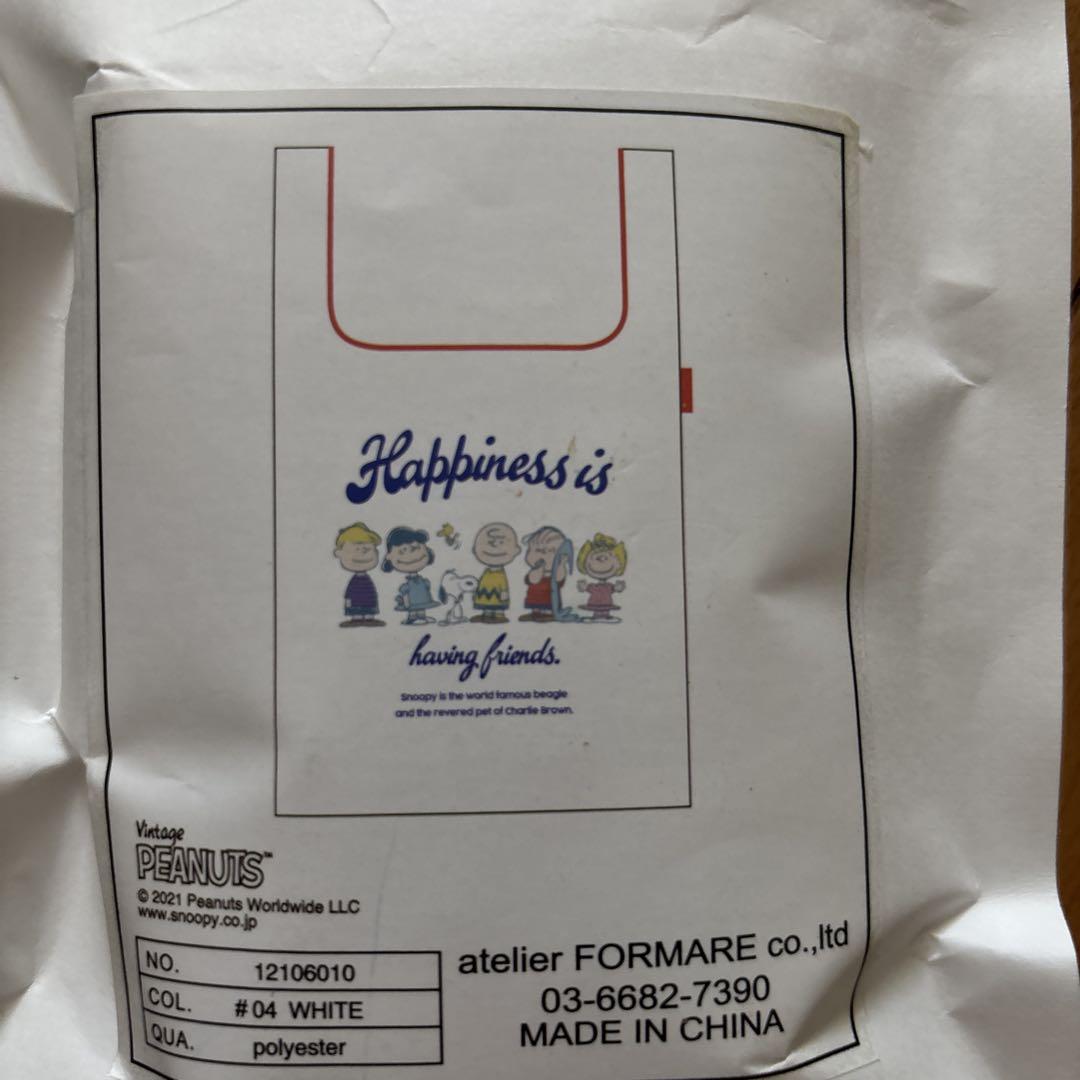 Happiness is
having friends.
Snoopy is the world famous beagle
and the revered pet of Charlie Brown.
Vintage
PEANUTS™
© 2021 Peanuts Worldwide LLC
www.snoopy.co.jp
NO. 12106010
COL. #04 WHITE
QUA. polyester
atelier FORMARE co.,ltd
03-6682-7390
MADE IN CHINA